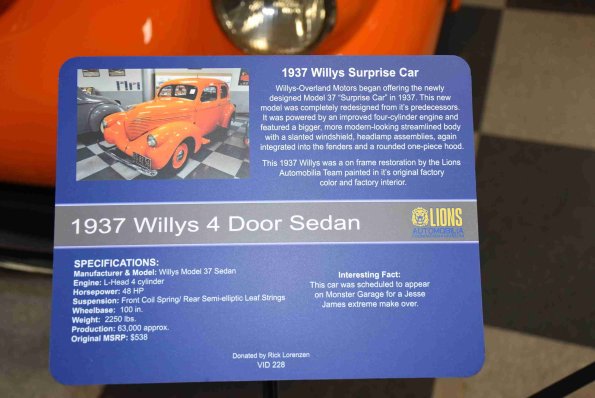 1937 Willys Surprise Car
Willys-Overland Motors began offering the newly
designed Model 37 "Surprise Car" in 1937. This new
model was completely redesigned from it's predecessors.
It was powered by an improved four-cylinder engine and
featured a bigger, more modern-looking streamlined body
with a slanted windshield, headlamp assemblies, again
integrated into the fenders and a rounded one-piece hood.
This 1937 Willys was a on frame restoration by the Lions
Automobilia Team painted in it's original factory
color and factory interior.
1937 Willys 4 Door Sedan
LIONS
AUTOMOBILIA
SPECIFICATIONS:
Manufacturer & Model: Willys Model 37 Sedan
Engine: L-Head 4 cylinder
Horsepower: 48 HP
Suspension: Front Coil Spring/ Rear Semi-elliptic Leaf Strings
Wheelbase: 100 in.
Weight: 2250 lbs.
Production: 63,000 approx.
Original MSRP: $538
Interesting Fact:
This car was scheduled to appear
on Monster Garage for a Jesse
James extreme make over.
Donated by Rick Lorenzen
VID 228